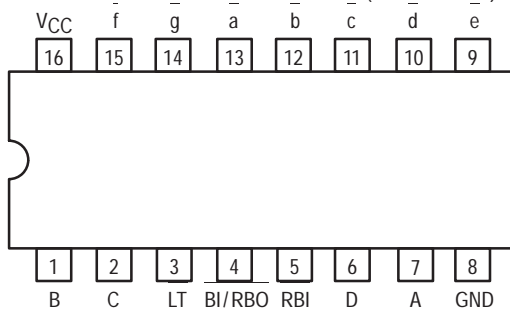 V_CC f g a b c d e
16 15 14 13 12 11 10 9
1 2 3 4 5 6 7 8
B C LT BI/RBO RBI D A GND